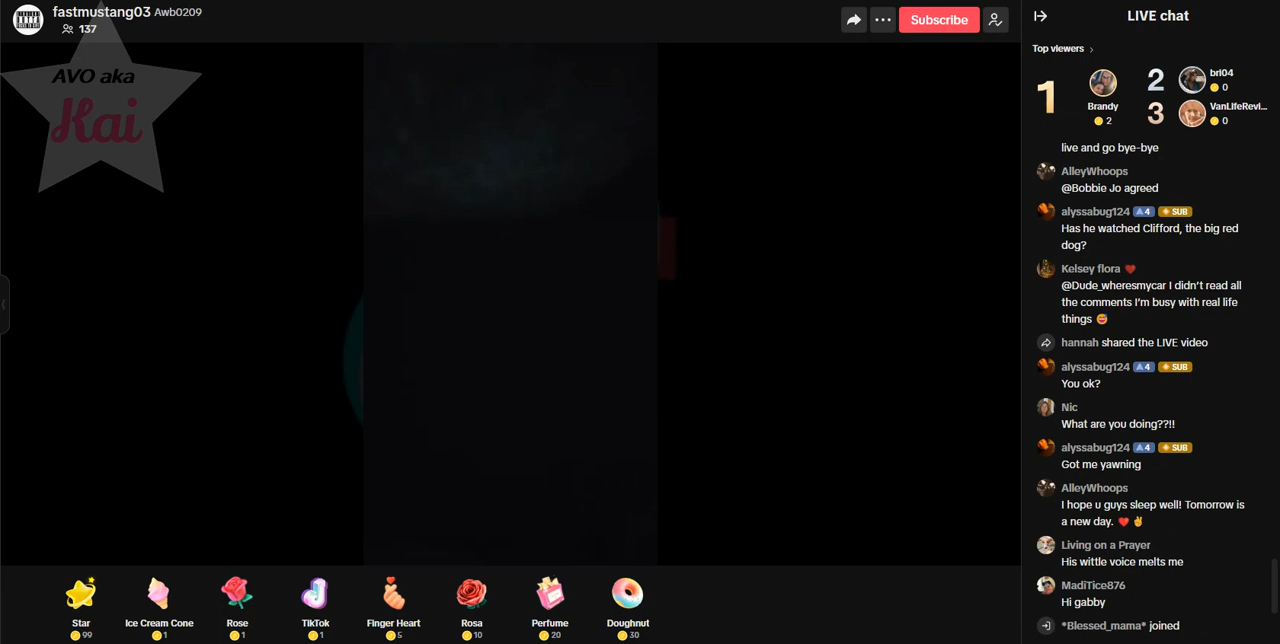 fastmustang03 Awb0209
137
Subscribe
AVO aka
Kai
LIVE chat
Top viewers
1
Brandy
2
2
bri04
0
3
VanLifeRevi...
0
live and go bye-bye
AlleyWhoops
@Bobbie Jo agreed
alyssabug124 4 SUB
Has he watched Clifford, the big red
dog?
Kelsey flora ❤️
@Dude_wheresmycar I didn't read all
the comments I'm busy with real life
things 😅
hannah shared the LIVE video
alyssabug124 4 SUB
You ok?
Nic
What are you doing??!!
alyssabug124 4 SUB
Got me yawning
AlleyWhoops
I hope u guys sleep well! Tomorrow is
a new day. ❤️ ✌️
Living on a Prayer
His wittle voice melts me
MadiTice876
Hi gabby
*Blessed_mama* joined
Star
99
Ice Cream Cone
1
Rose
1
TikTok
1
Finger Heart
5
Rosa
10
Perfume
20
Doughnut
30